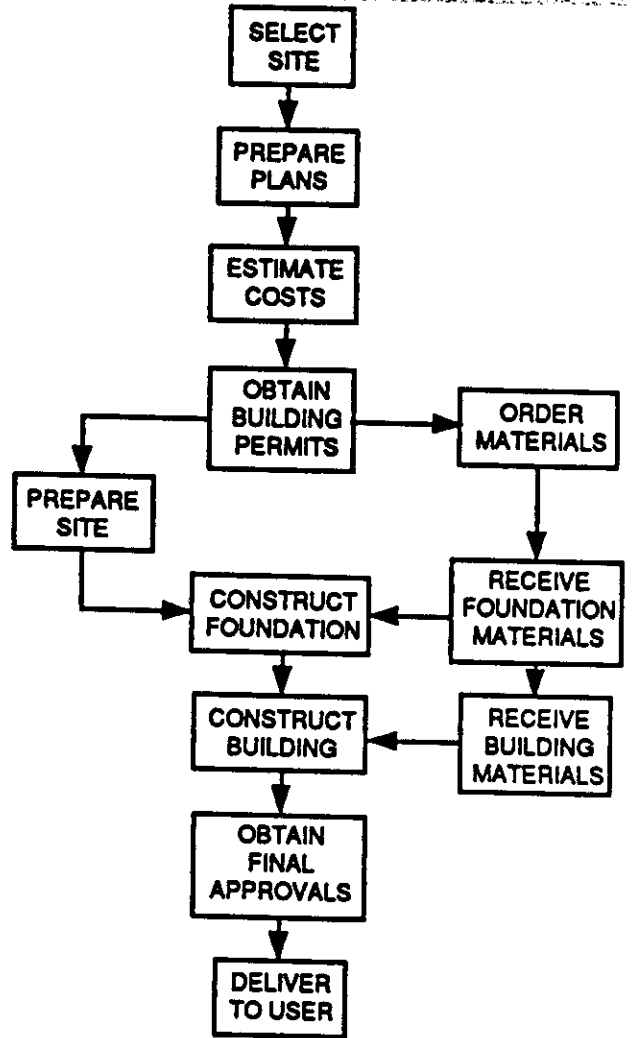 SELECT
SITE
PREPARE
PLANS
ESTIMATE
COSTS
OBTAIN
BUILDING
PERMITS
ORDER
MATERIALS
PREPARE
SITE
CONSTRUCT
FOUNDATION
RECEIVE
FOUNDATION
MATERIALS
CONSTRUCT
BUILDING
RECEIVE
BUILDING
MATERIALS
OBTAIN
FINAL
APPROVALS
DELIVER
TO USER